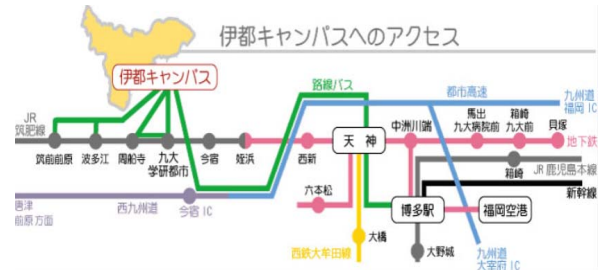 伊都キャンパスへのアクセス
伊都キャンパス
路線バス
都市高速
九州道
福岡 IC
JR
筑肥線
中洲川端
馬出
九大病院前
箱崎
九大前
貝塚
地下鉄
天神
筑前前原
波多江
周船寺
九大
学研都市
今宿
姪浜
西新
箱崎
JR 鹿児島本線
新幹線
六本松
博多駅
福岡空港
唐津
前原方面
西九州道
今宿 IC
西鉄大牟田線
大橋
大野城
九州道
大宰府 IC